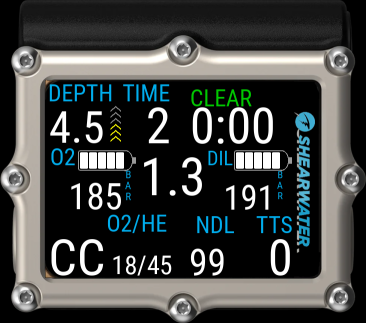 DEPTH TIME CLEAR
4.5 2 0:00
O2 DIL
185 BAR 1.3 191 BAR
O2/HE NDL TTS
CC 18/45 99 0
SHEARWATER